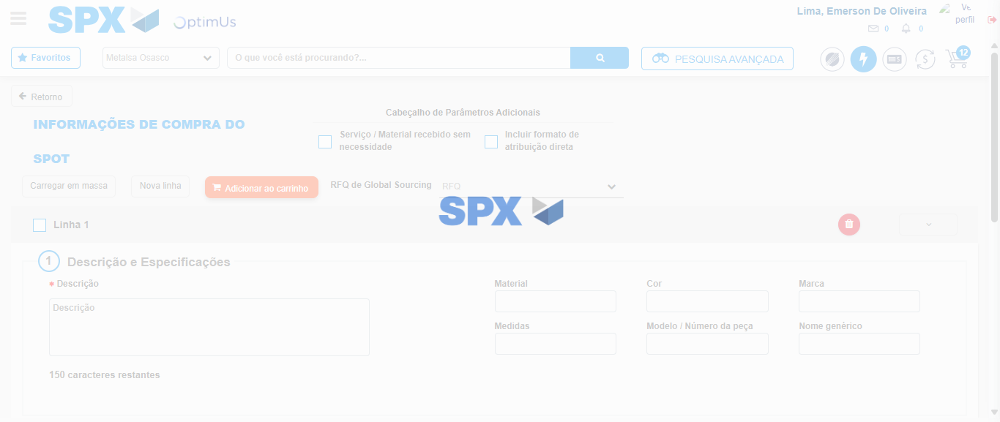 SPX
OptimUs
Lima, Emerson De Oliveira
0
0
perfil
Favoritos
Metalsa Osasco
O que você está procurando?...
PESQUISA AVANÇADA
12
Retorno
Cabeçalho de Parâmetros Adicionais
INFORMAÇÕES DE COMPRA DO
SPOT
Serviço / Material recebido sem
necessidade
Incluir formato de
atribuição direta
Carregar em massa
Nova linha
Adicionar ao carrinho
RFQ de Global Sourcing
RFQ
SPX
Linha 1
1
Descrição e Especificações
* Descrição
Descrição
150 caracteres restantes
Material
Cor
Marca
Medidas
Modelo / Número da peça
Nome genérico